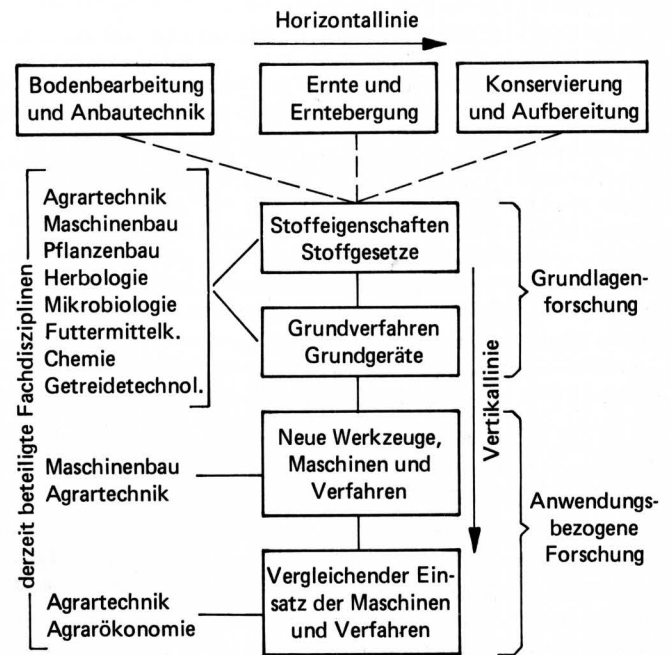 Horizontallinie
Bodenbearbeitung
und Anbautechnik
Ernte und
Erntebergung
Konservierung
und Aufbereitung
derzeit beteiligte Fachdisziplinen
Agrartechnik
Maschinenbau
Pflanzenbau
Herbologie
Mikrobiologie
Futtermittelk.
Chemie
Getreidetechnol.
Stoffeigenschaften
Stoffgesetze
Grundverfahren
Grundgeräte
Grundlagen-
forschung
Vertikallinie
Maschinenbau
Agrartechnik
Neue Werkzeuge,
Maschinen und
Verfahren
Anwendungs-
bezogene
Forschung
Agrartechnik
Agrarökonomie
Vergleichender Ein-
satz der Maschinen
und Verfahren